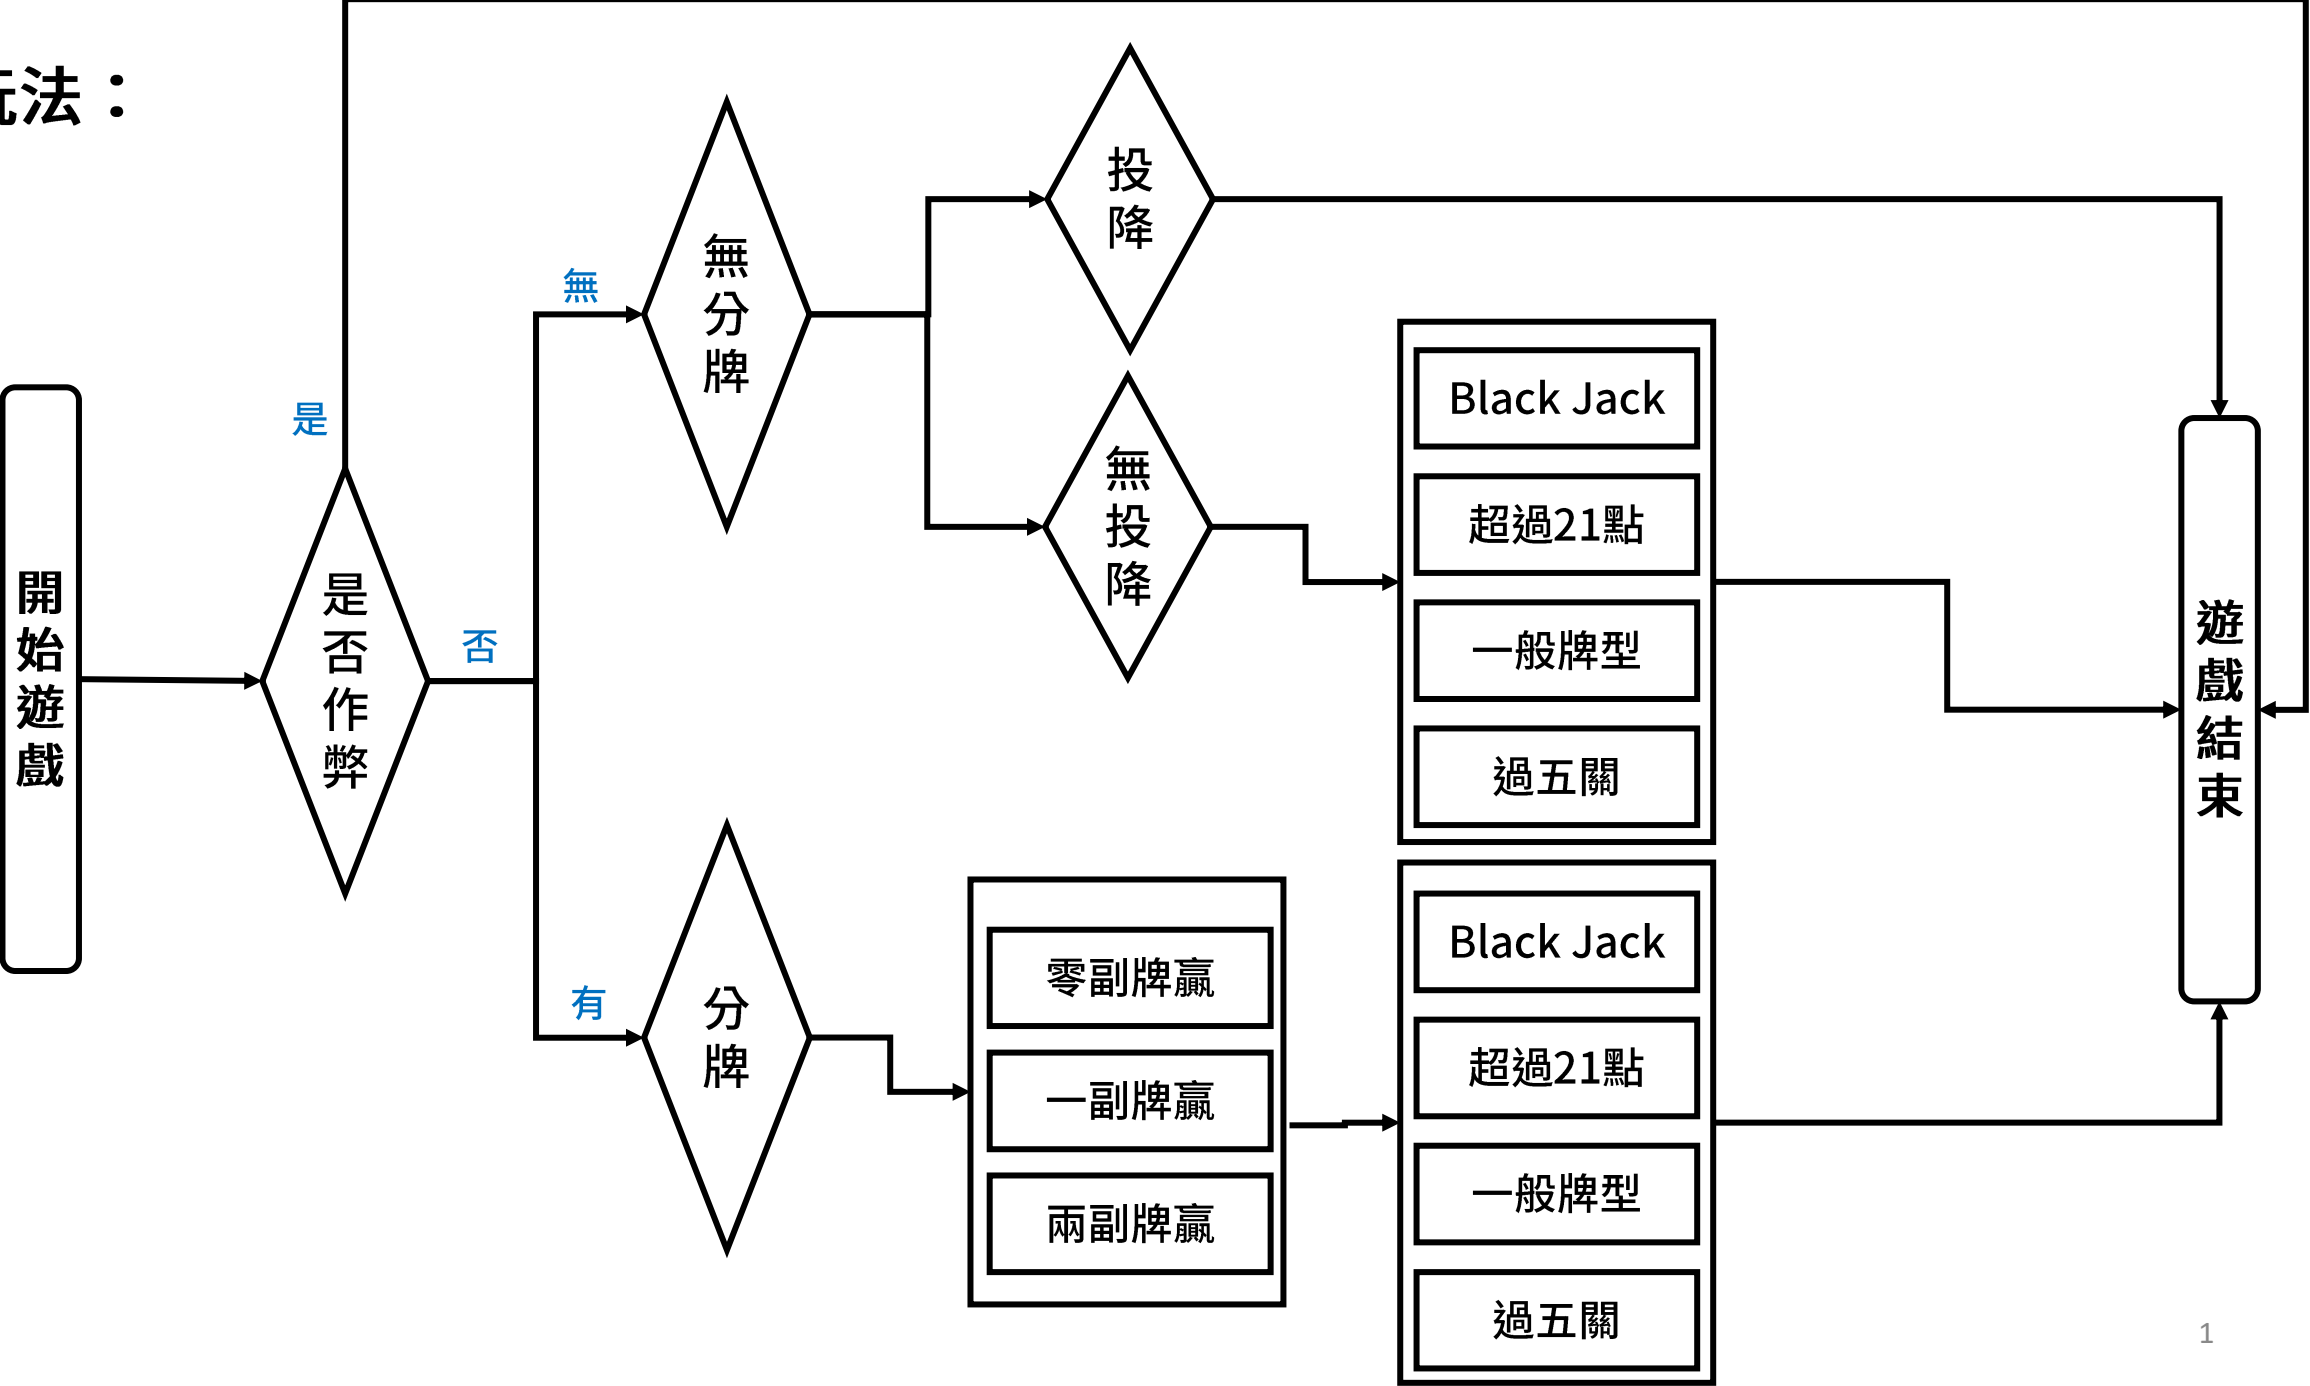 法：
開始遊戲
是
是否作弊
否
無
無分牌
有
分牌
投降
無投降
零副牌贏
一副牌贏
兩副牌贏
Black Jack
超過21點
一般牌型
過五關
Black Jack
超過21點
一般牌型
過五關
遊戲結束
1